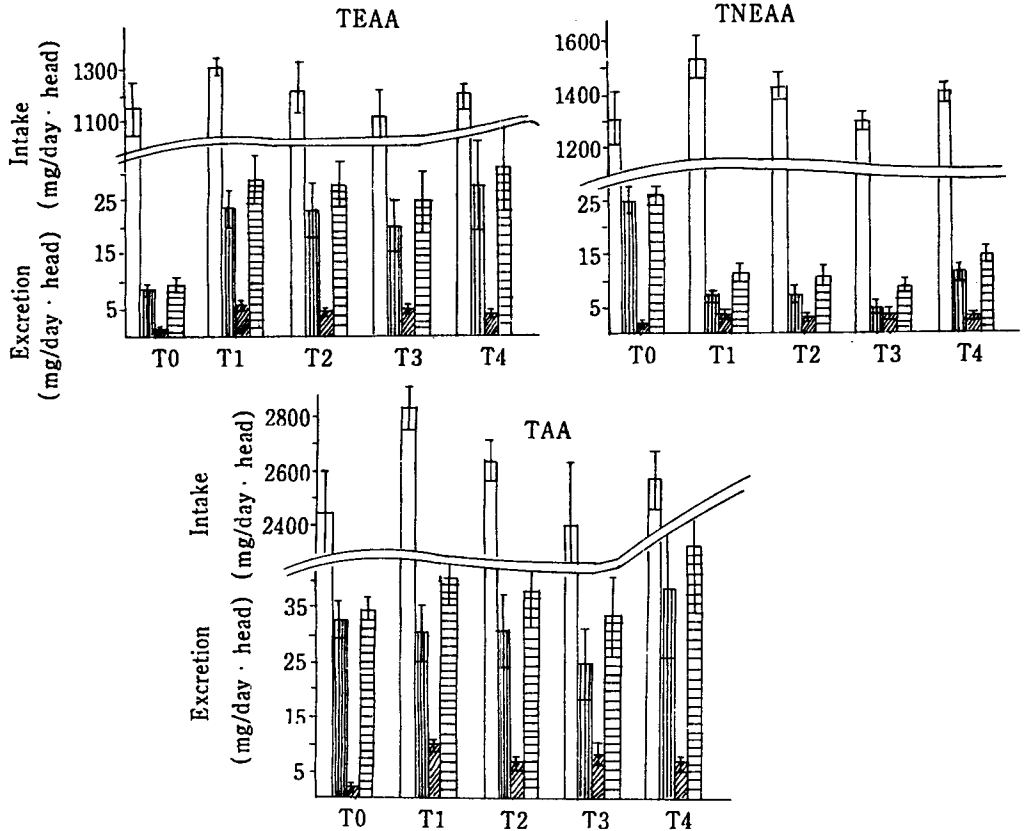 TEAA
Intake
(mg/day · head)
Excretion
(mg/day · head)
1300
1100
25
15
5
T0 T1 T2 T3 T4
TNEAA
1600
1400
1200
25
15
10
5
T0 T1 T2 T3 T4
TAA
Intake
(mg/day · head)
Excretion
(mg/day · head)
2800
2600
2400
35
25
15
5
T0 T1 T2 T3 T4